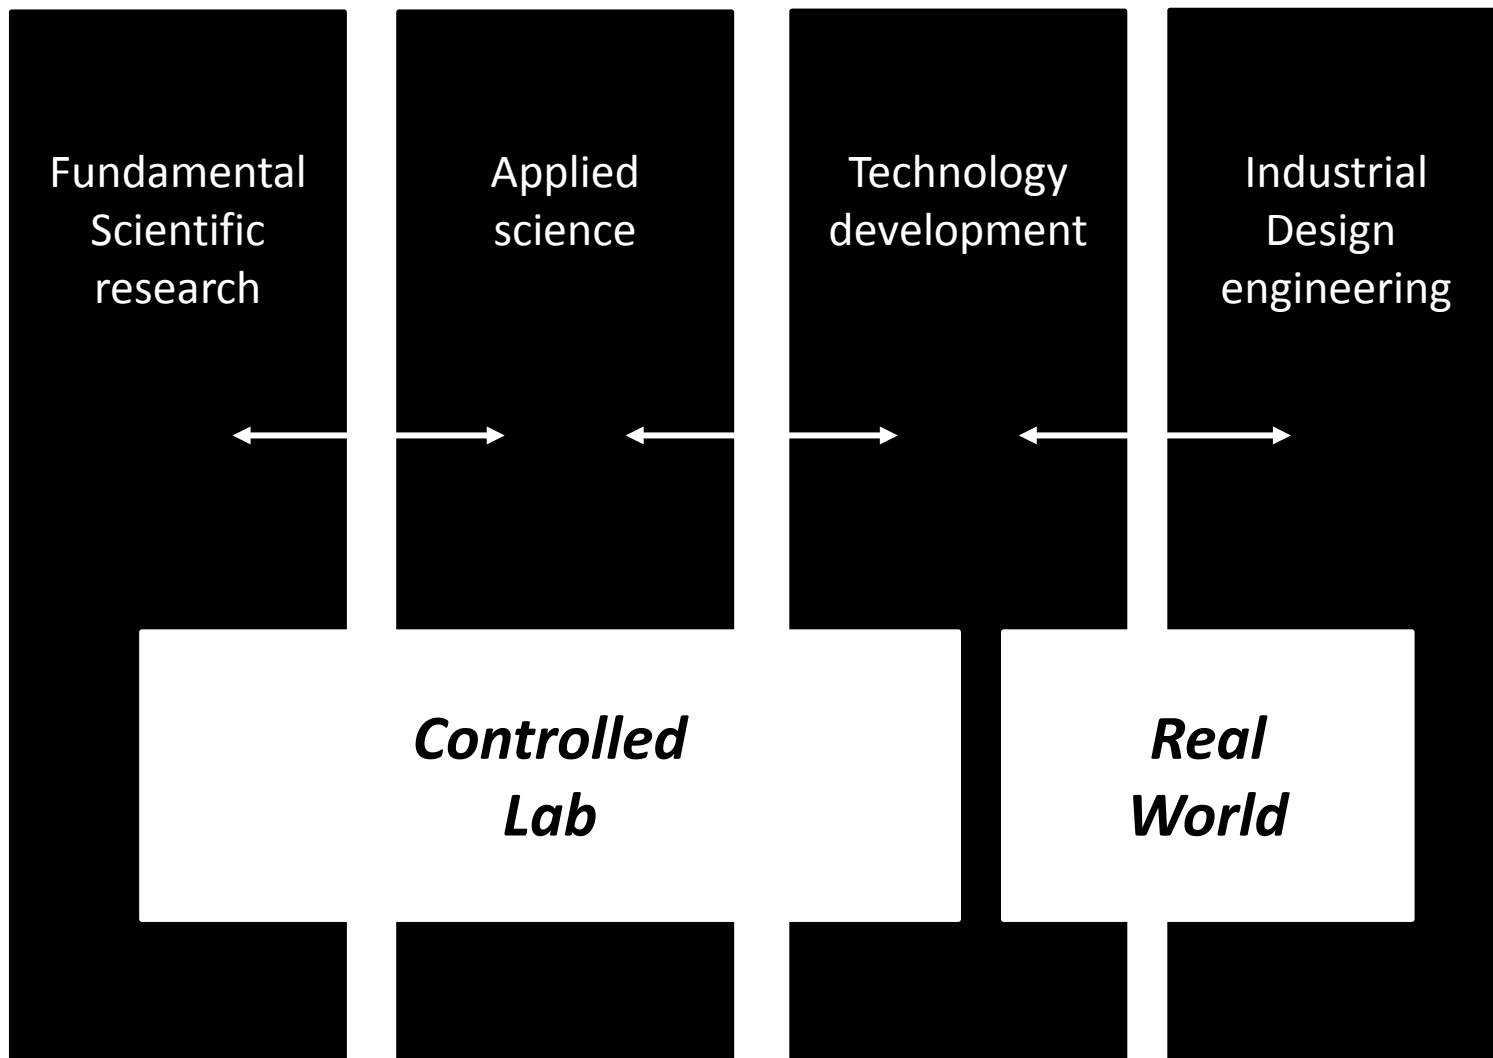 Fundamental
Scientific
research
Applied
science
Technology
development
Industrial
Design
engineering
Controlled
Lab
Real
World